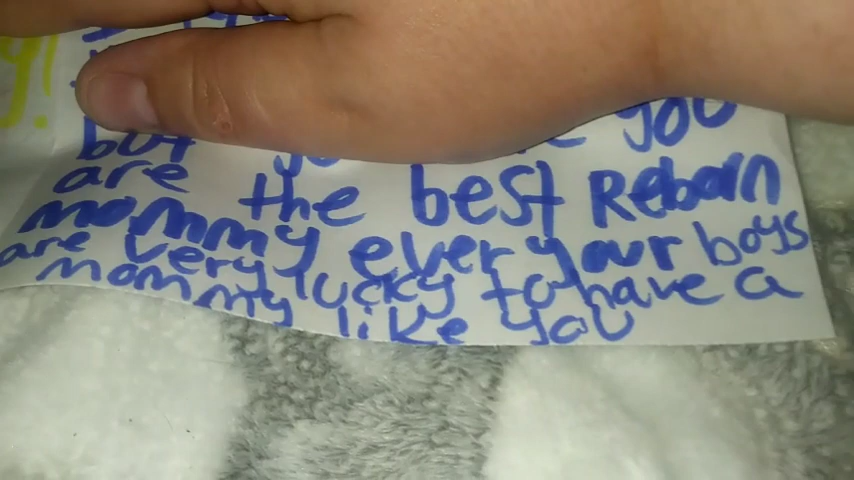 y!
but you
are the best Reborn
mommy ever your boys
are very lucky to have a
mommy like you